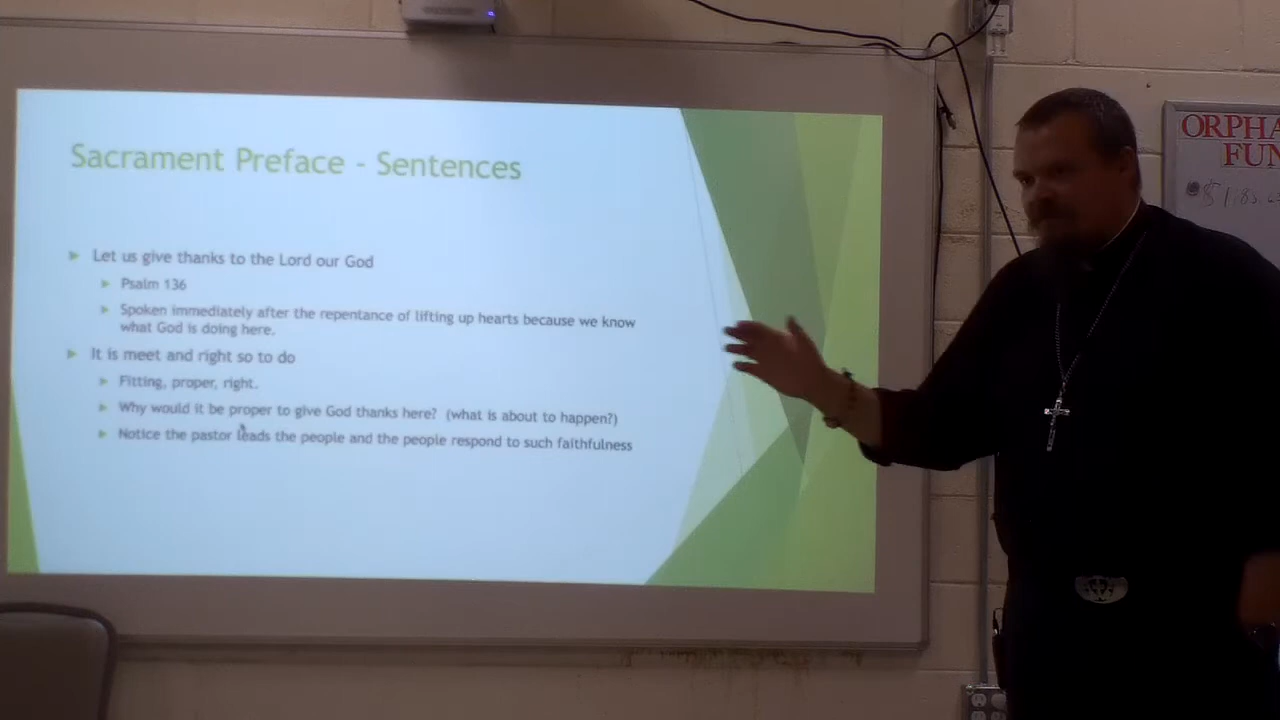 Sacrament Preface - Sentences
Let us give thanks to the Lord our God
Psalm 136
Spoken immediately after the repentance of lifting up hearts because we know
what God is doing here.
It is meet and right so to do
Fitting, proper, right.
Why would it be proper to give God thanks here? (what is about to happen?)
Notice the pastor leads the people and the people respond to such faithfulness
ORPHA
FUN